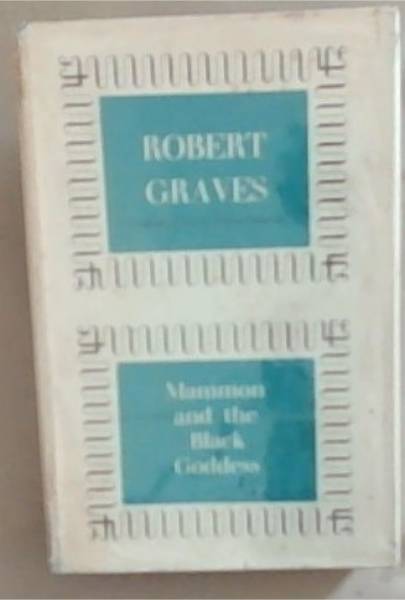 ROBERT
GRAVES
Mammon
and the
Black
Goddess